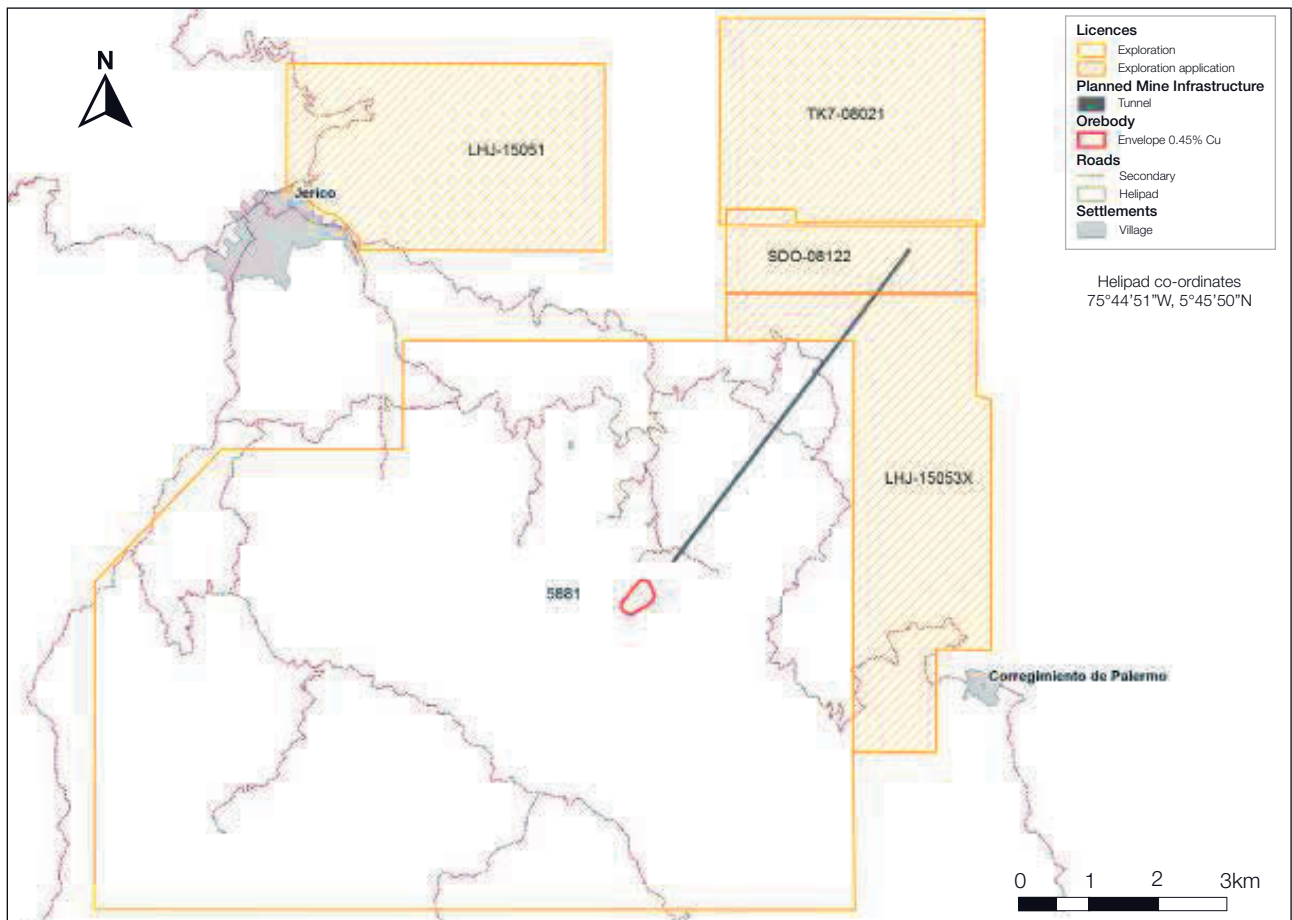 N
LHJ-15051
TK7-08021
Jerico
SDO-08122
LHJ-15053X
5881
Corregimiento de Palermo
Licences
Exploration
Exploration application
Planned Mine Infrastructure
Tunnel
Orebody
Envelope 0.45% Cu
Roads
Secondary
Helipad
Settlements
Village
Helipad co-ordinates
75°44'51”W, 5°45'50”N
0 1 2 3km